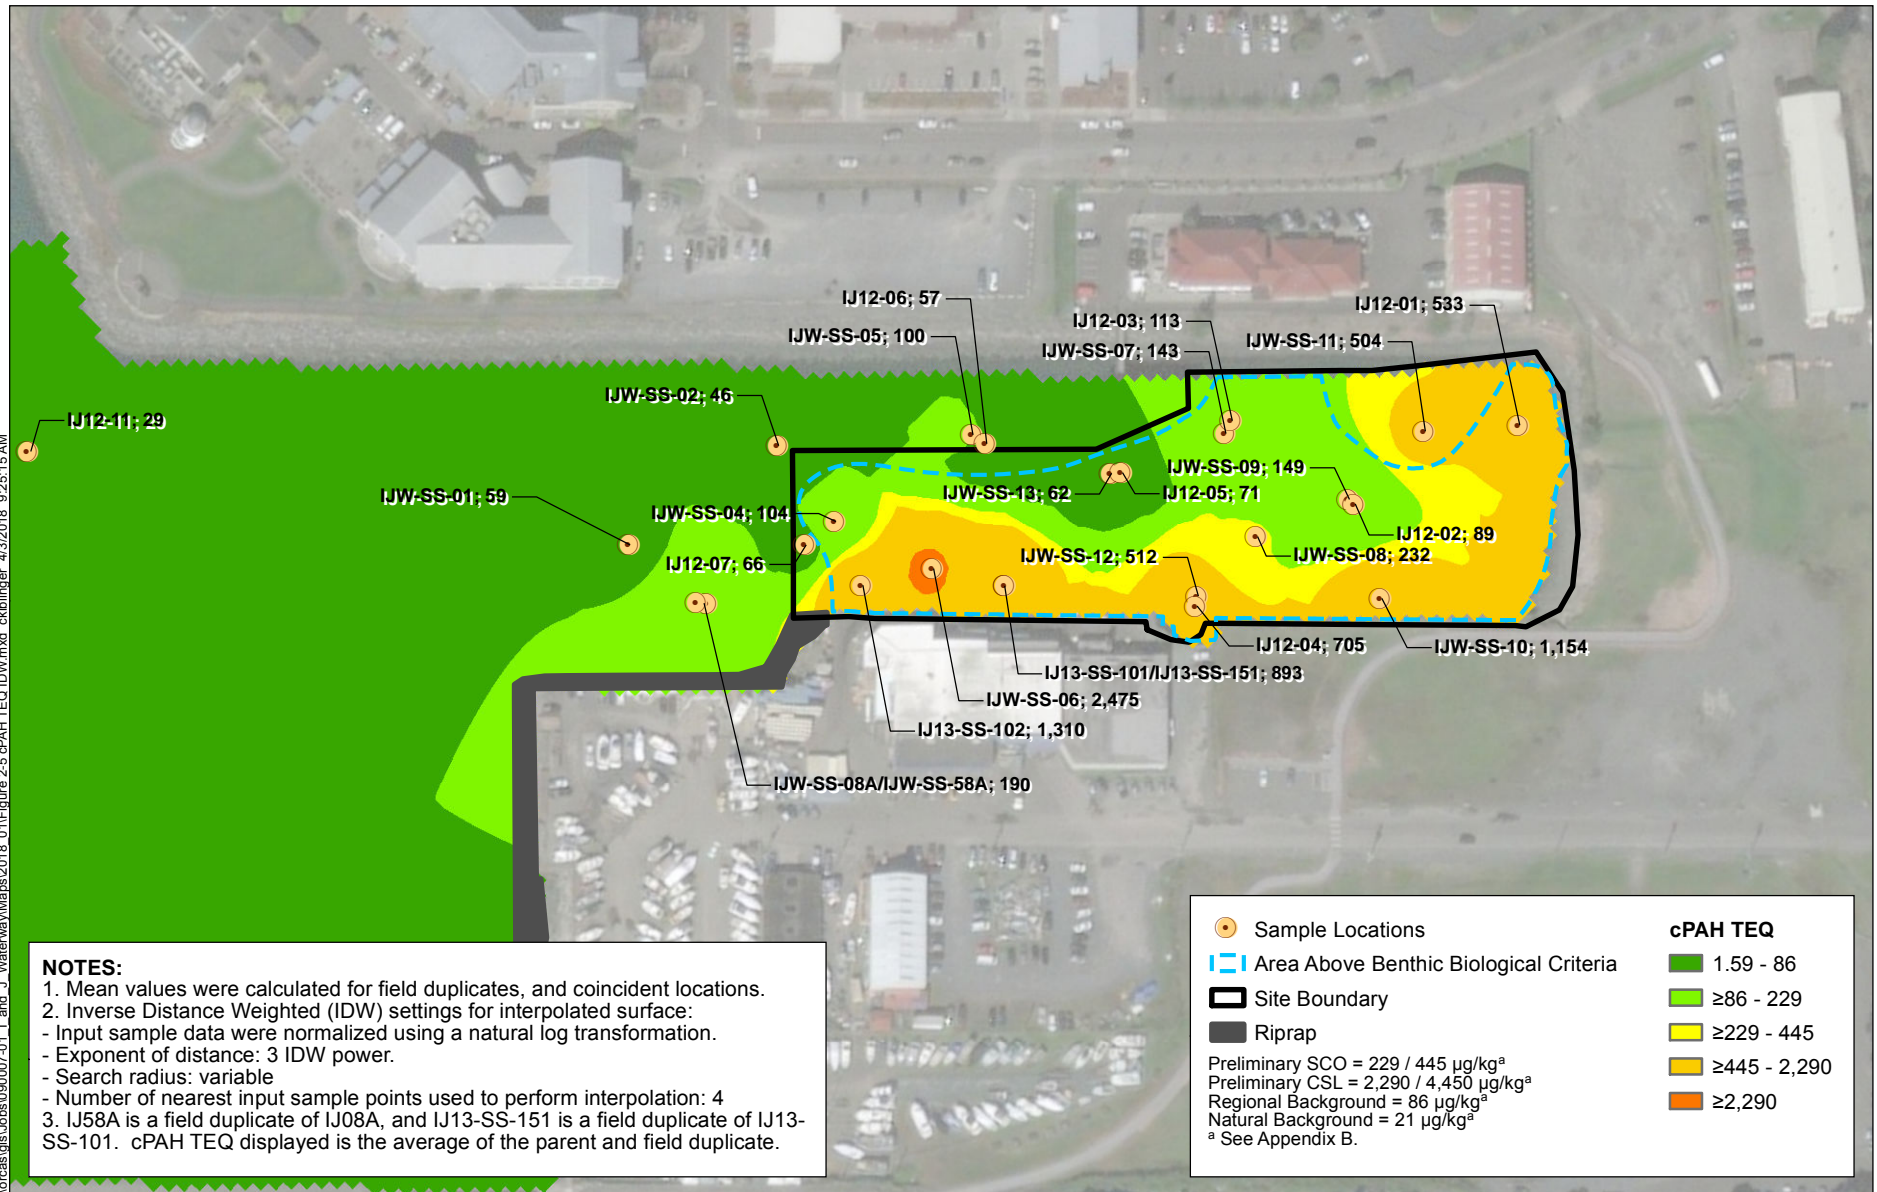 IJ12-06; 57
IJW-SS-05; 100
IJ12-03; 113
IJW-SS-07; 143
IJ12-01; 533
IJW-SS-11; 504
IJW-SS-02; 46
IJ12-11; 29
IJW-SS-09; 149
IJW-SS-13; 62
IJ12-05; 71
IJW-SS-01; 59
IJW-SS-04; 104
IJ12-02; 89
IJW-SS-12; 512
IJW-SS-08; 232
IJ12-07; 66
IJ12-04; 705
IJW-SS-10; 1,154
IJ13-SS-101/IJ13-SS-151; 893
IJW-SS-06; 2,475
IJ13-SS-102; 1,310
IJW-SS-08A/IJW-SS-58A; 190
NOTES:
1. Mean values were calculated for field duplicates, and coincident locations.
2. Inverse Distance Weighted (IDW) settings for interpolated surface:
- Input sample data were normalized using a natural log transformation.
- Exponent of distance: 3 IDW power.
- Search radius: variable
- Number of nearest input sample points used to perform interpolation: 4
3. IJ58A is a field duplicate of IJ08A, and IJ13-SS-151 is a field duplicate of IJ13-
SS-101.  cPAH TEQ displayed is the average of the parent and field duplicate.
Sample Locations
Area Above Benthic Biological Criteria
Site Boundary
Riprap
Preliminary SCO = 229 / 445 µg/kgᵃ
Preliminary CSL = 2,290 / 4,450 µg/kgᵃ
Regional Background = 86 µg/kgᵃ
Natural Background = 21 µg/kgᵃ
ᵃ See Appendix B.
cPAH TEQ
1.59 - 86
≥86 - 229
≥229 - 445
≥445 - 2,290
≥2,290